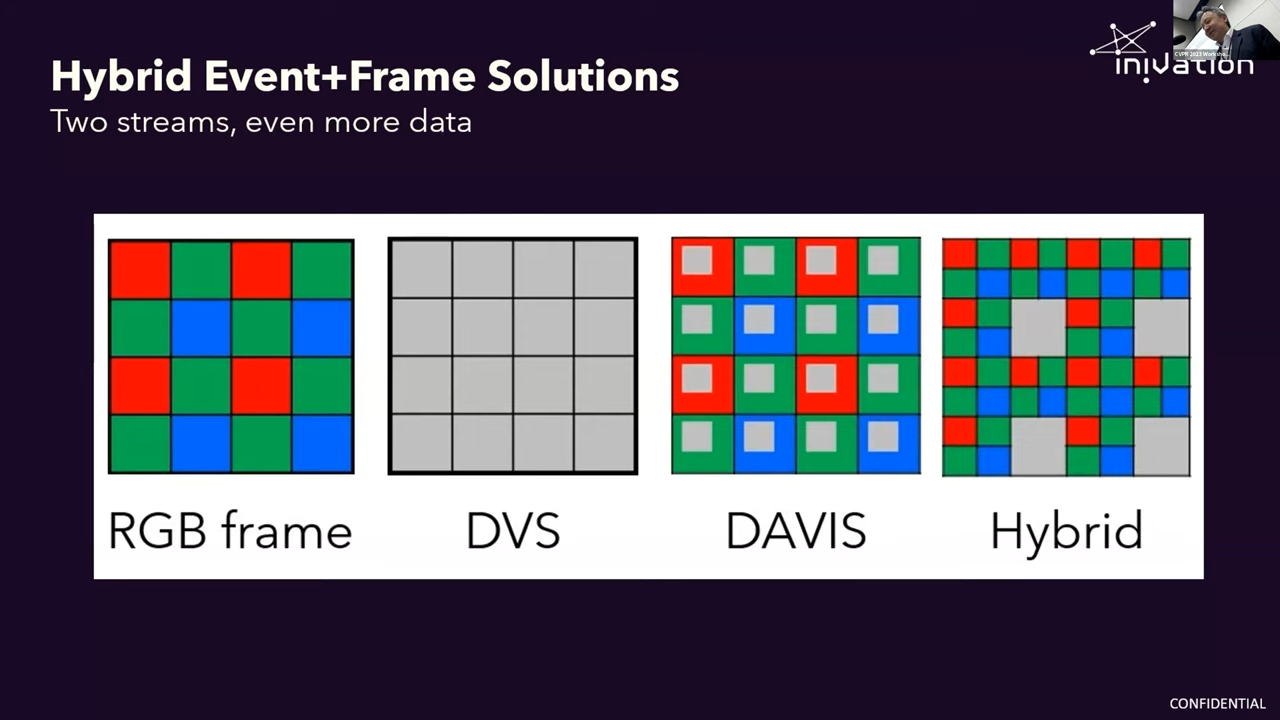 Hybrid Event+Frame Solutions
Two streams, even more data
inivation
RGB frame
DVS
DAVIS
Hybrid
CONFIDENTIAL